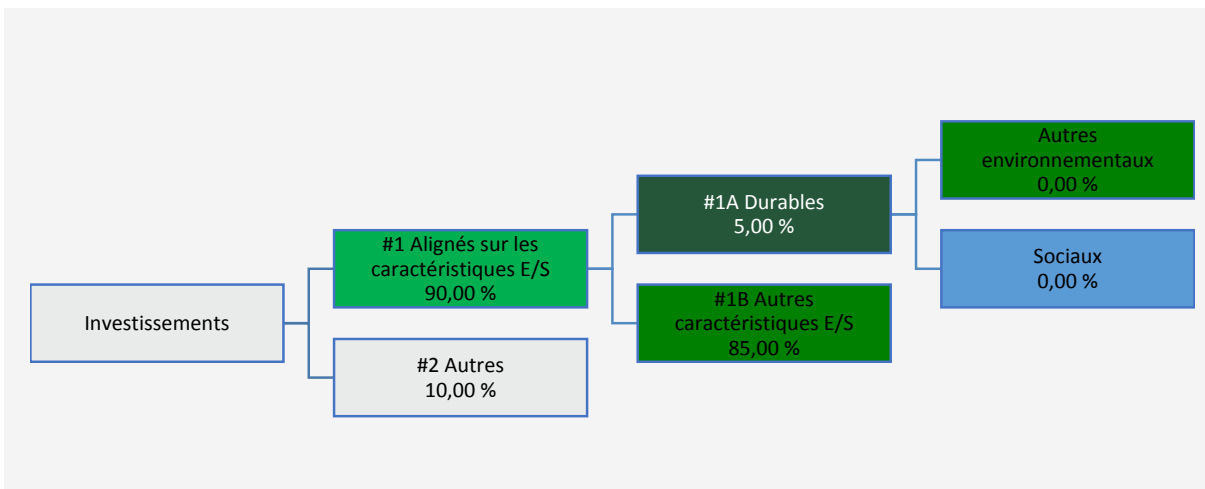 Investissements
#1 Alignés sur les
caractéristiques E/S
90,00 %
#2 Autres
10,00 %
#1A Durables
5,00 %
#1B Autres
caractéristiques E/S
85,00 %
Autres
environnementaux
0,00 %
Sociaux
0,00 %